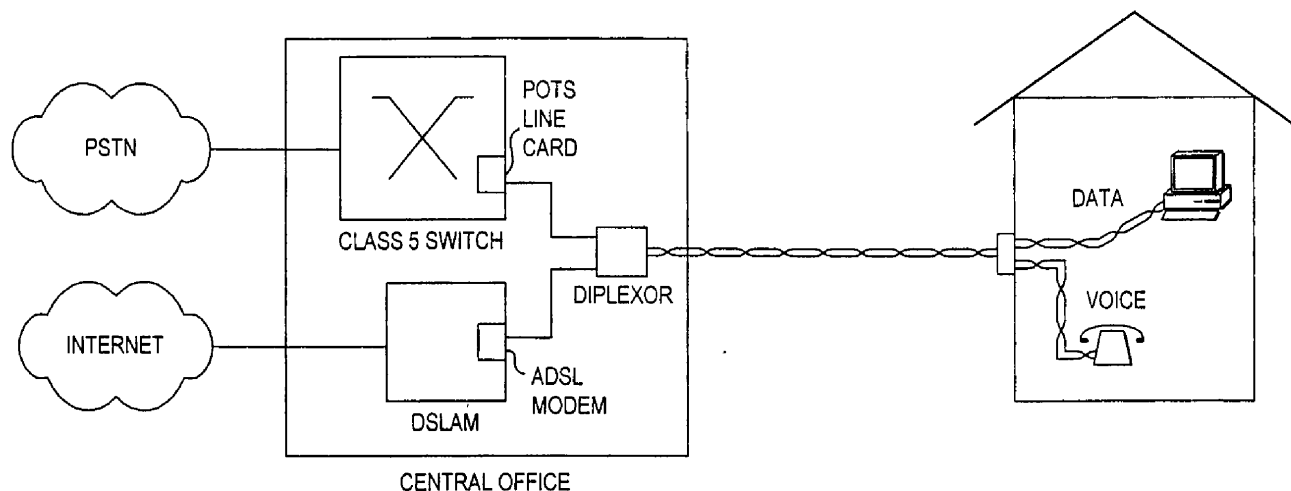 PSTN
POTS
LINE
CARD
CLASS 5 SWITCH
DIPLEXOR
INTERNET
ADSL
MODEM
DSLAM
CENTRAL OFFICE
DATA
VOICE